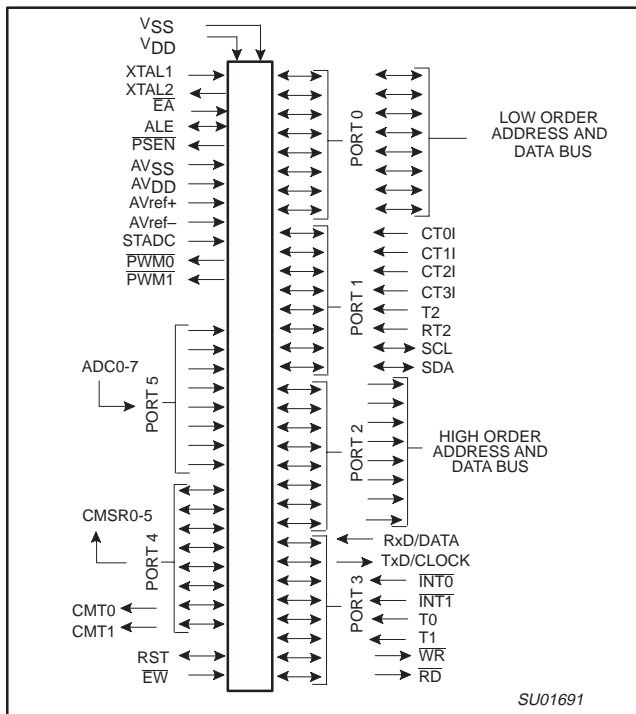 VSS
VDD
XTAL1
XTAL2
EA
ALE
PSEN
AVSS
AVDD
AVref+
AVref–
STADC
PWM0
PWM1
ADC0-7
PORT 5
CMSR0-5
PORT 4
CMT0
CMT1
RST
EW
PORT 0
LOW ORDER
ADDRESS AND
DATA BUS
PORT 1
CT0I
CT1I
CT2I
CT3I
T2
RT2
SCL
SDA
PORT 2
HIGH ORDER
ADDRESS AND
DATA BUS
PORT 3
RxD/DATA
TxD/CLOCK
INT0
INT1
T0
T1
WR
RD
SU01691